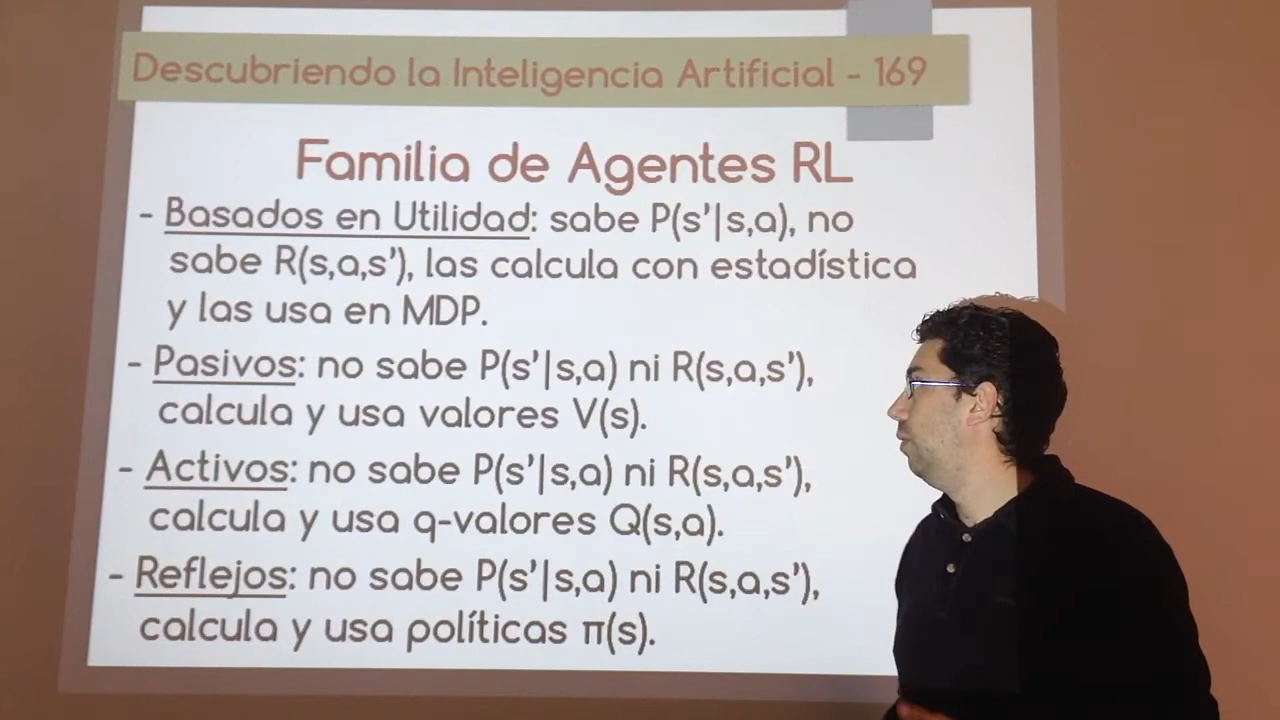 Descubriendo la Inteligencia Artificial - 169
Familia de Agentes RL
- Basados en Utilidad: sabe P(s'|s,a), no
sabe R(s,a,s'), las calcula con estadística
y las usa en MDP.
- Pasivos: no sabe P(s'|s,a) ni R(s,a,s'),
calcula y usa valores V(s).
- Activos: no sabe P(s'|s,a) ni R(s,a,s'),
calcula y usa q-valores Q(s,a).
- Reflejos: no sabe P(s'|s,a) ni R(s,a,s'),
calcula y usa políticas π(s).